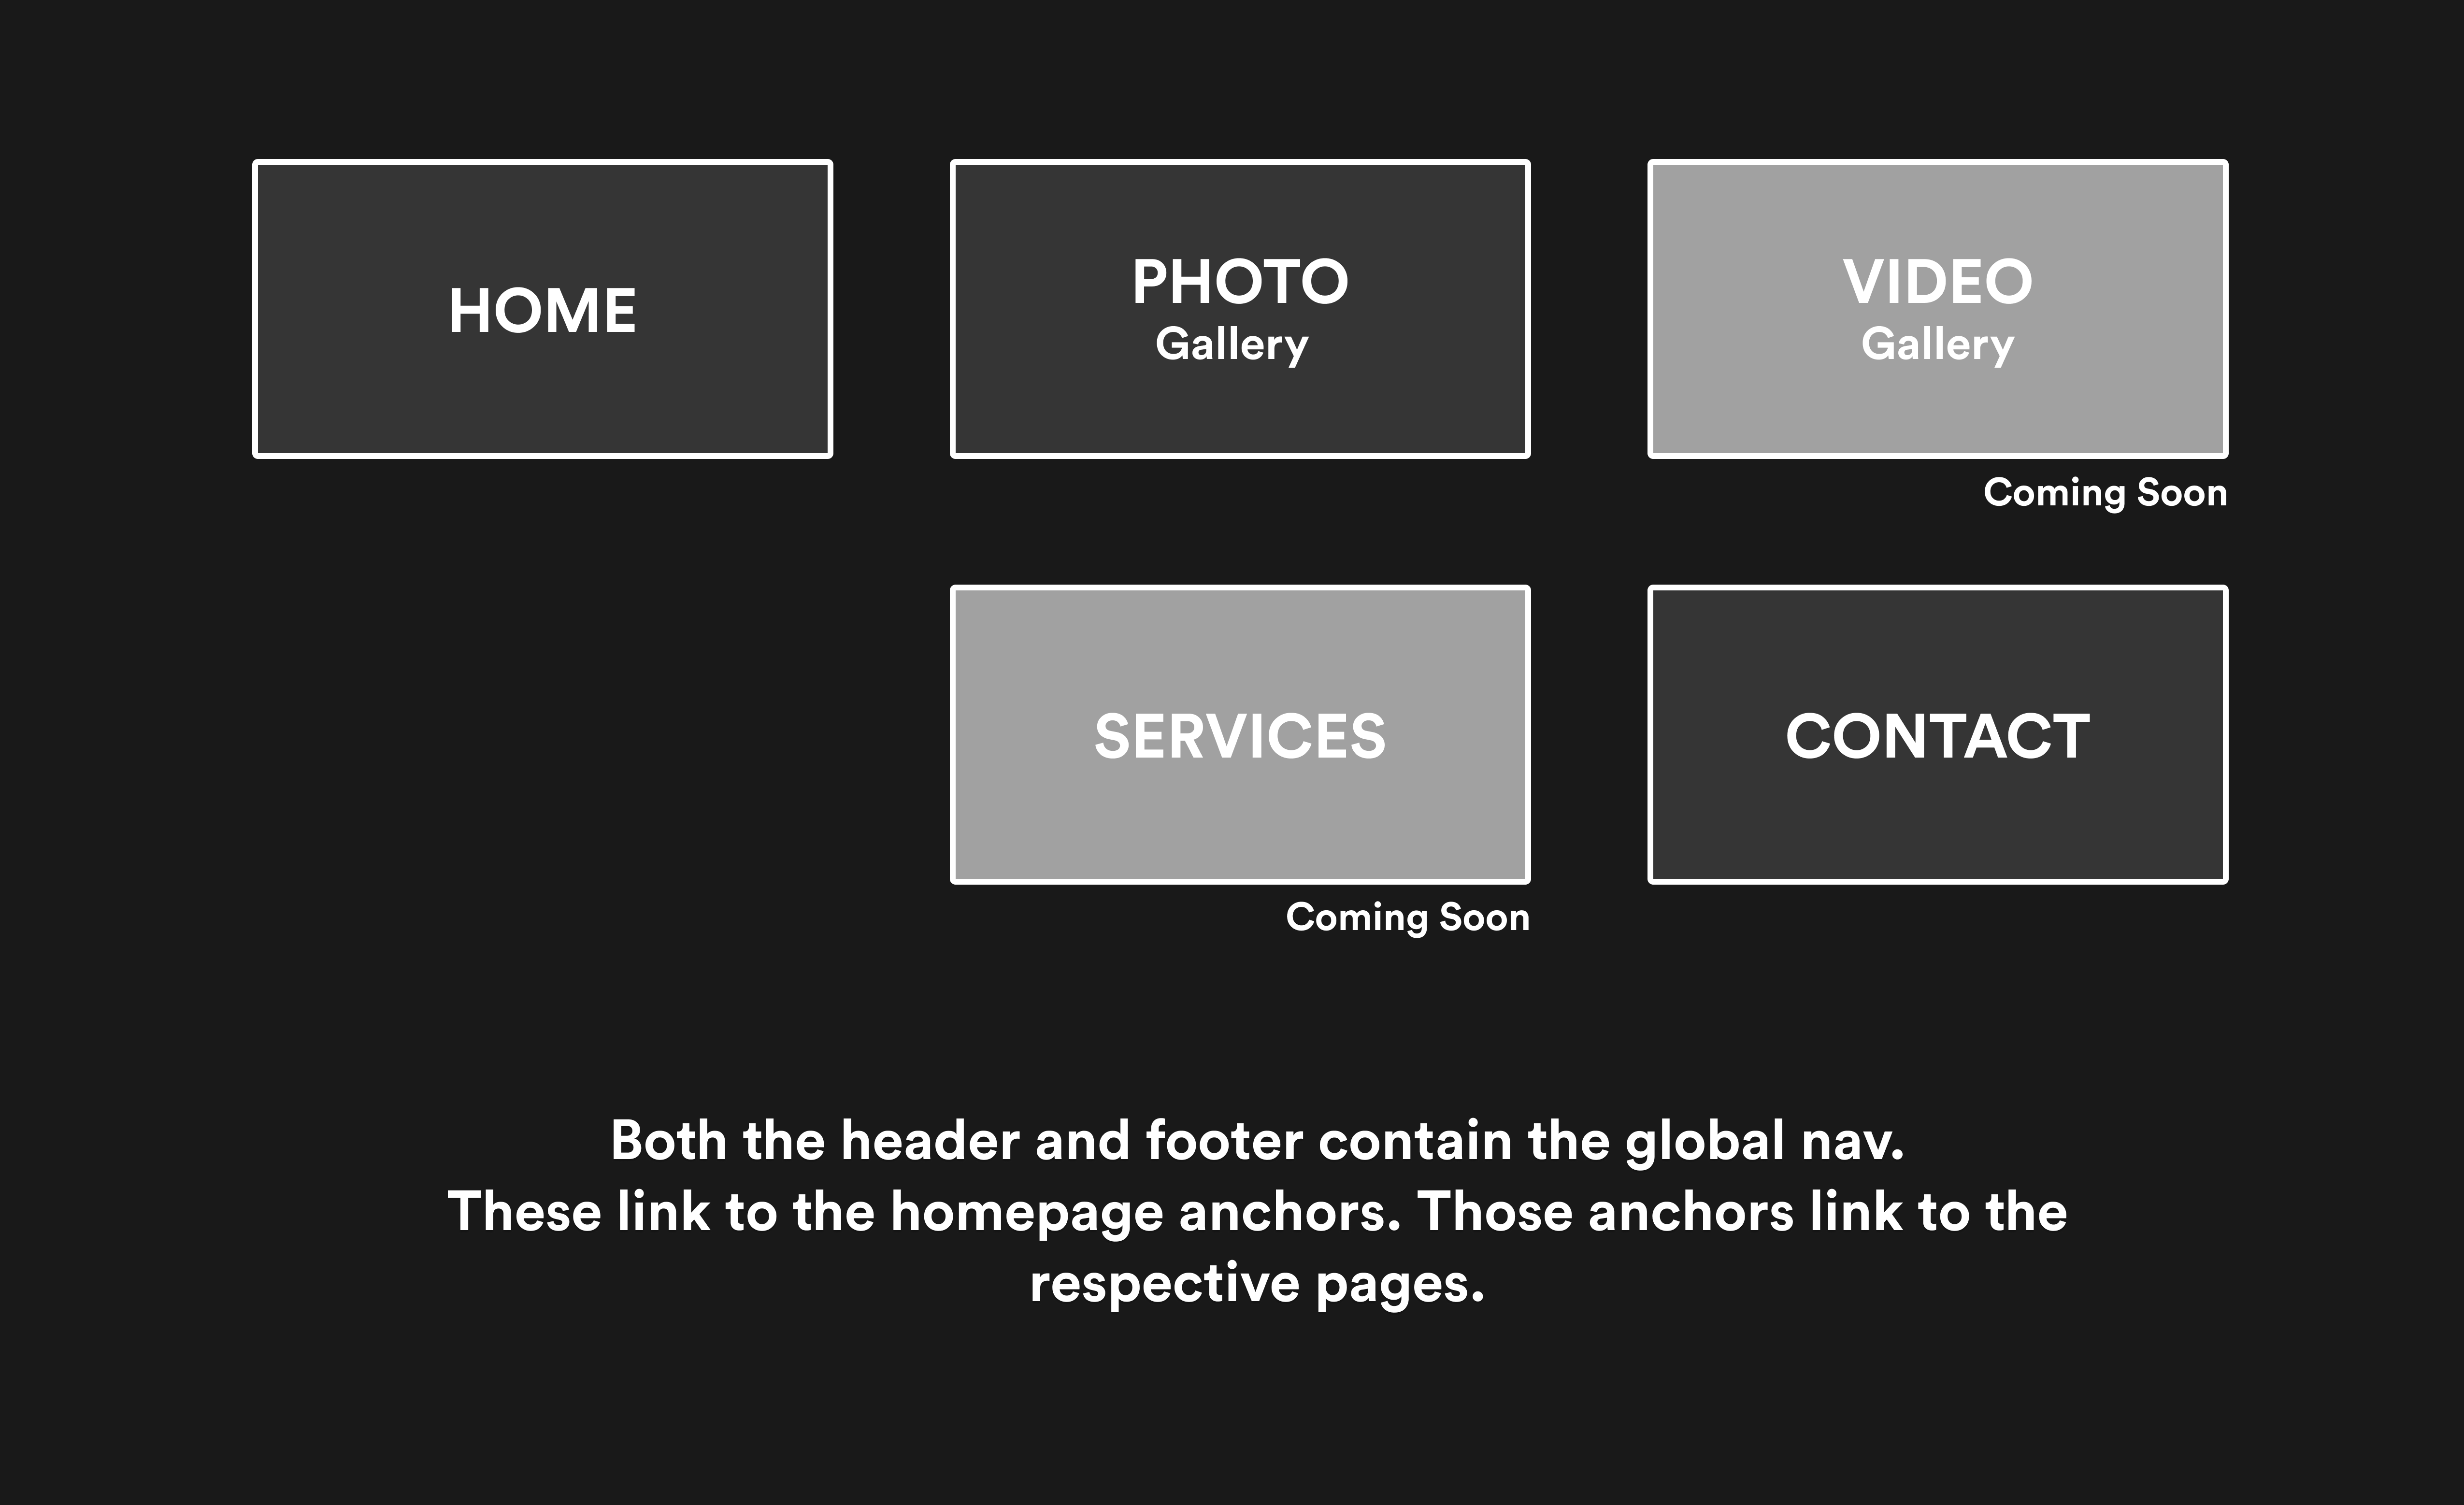 HOME
PHOTO
Gallery
VIDEO
Gallery
Coming Soon
SERVICES
Coming Soon
CONTACT
Both the header and footer contain the global nav.
These link to the homepage anchors. Those anchors link to the
respective pages.